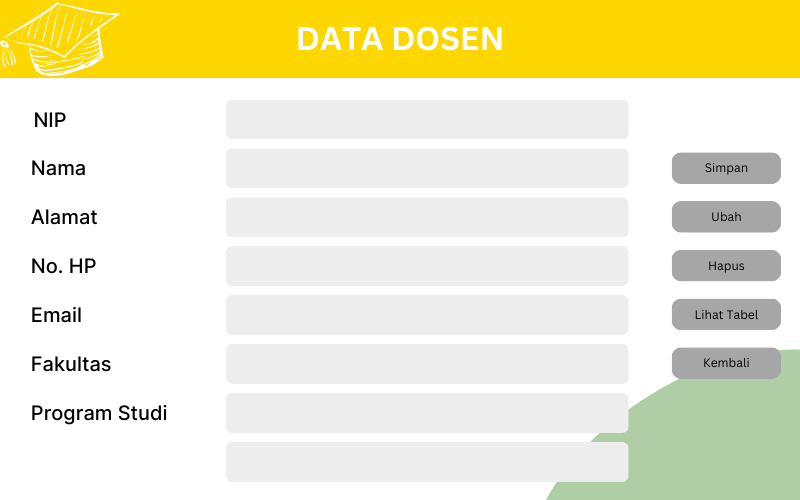 DATA DOSEN
NIP
Nama
Simpan
Alamat
Ubah
No. HP
Hapus
Email
Lihat Tabel
Fakultas
Kembali
Program Studi